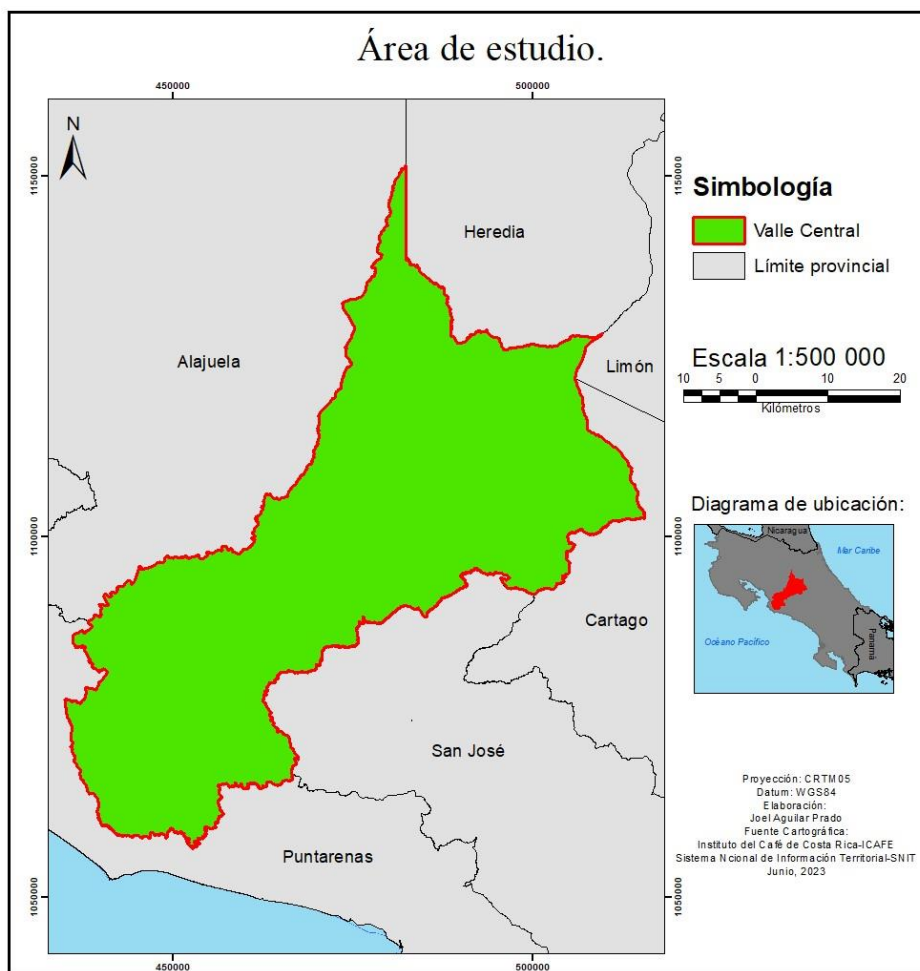 Área de estudio.
450000
500000
N
1150000
1150000
Heredia
Alajuela
Limón
1100000
1100000
Cartago
San José
Puntarenas
1050000
1050000
450000
500000
Simbología
Valle Central
Límite provincial
Escala 1:500 000
10 5 0 10 20
Kilómetros
Diagrama de ubicación:
Nicaragua
Mar Caribe
Océano Pacífico
Panamá
Proyección: CRTM05
Datum: WGS84
Elaboración:
Joel Aguilar Prado
Fuente Cartográfica:
Instituto del Café de Costa Rica-ICAFE
Sistema Ncional de Información Territorial-SNIT
Junio, 2023